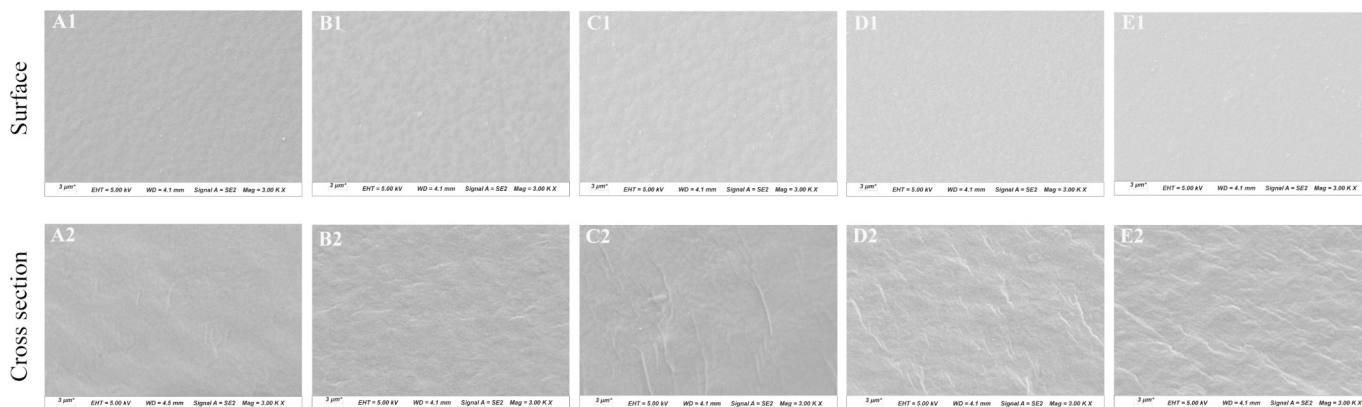 Surface
A1
3 µm* EHT = 5.00 kV WD = 4.1 mm Signal A = SE2 Mag = 3.00 K X
B1
3 µm* EHT = 5.00 kV WD = 4.1 mm Signal A = SE2 Mag = 3.00 K X
C1
3 µm* EHT = 5.00 kV WD = 4.1 mm Signal A = SE2 Mag = 3.00 K X
D1
3 µm* EHT = 5.00 kV WD = 4.1 mm Signal A = SE2 Mag = 3.00 K X
E1
3 µm* EHT = 5.00 kV WD = 4.1 mm Signal A = SE2 Mag = 3.00 K X
Cross section
A2
3 µm* EHT = 5.00 kV WD = 4.5 mm Signal A = SE2 Mag = 3.00 K X
B2
3 µm* EHT = 5.00 kV WD = 4.1 mm Signal A = SE2 Mag = 3.00 K X
C2
3 µm* EHT = 5.00 kV WD = 4.1 mm Signal A = SE2 Mag = 3.00 K X
D2
3 µm* EHT = 5.00 kV WD = 4.1 mm Signal A = SE2 Mag = 3.00 K X
E2
3 µm* EHT = 5.00 kV WD = 4.1 mm Signal A = SE2 Mag = 3.00 K X